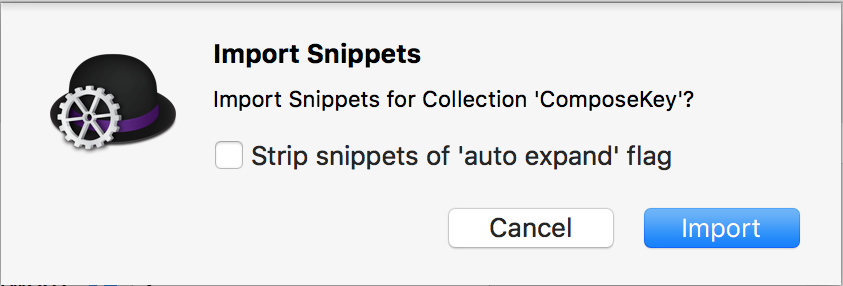 Import Snippets
Import Snippets for Collection 'ComposeKey'?
Strip snippets of 'auto expand' flag
Cancel
Import